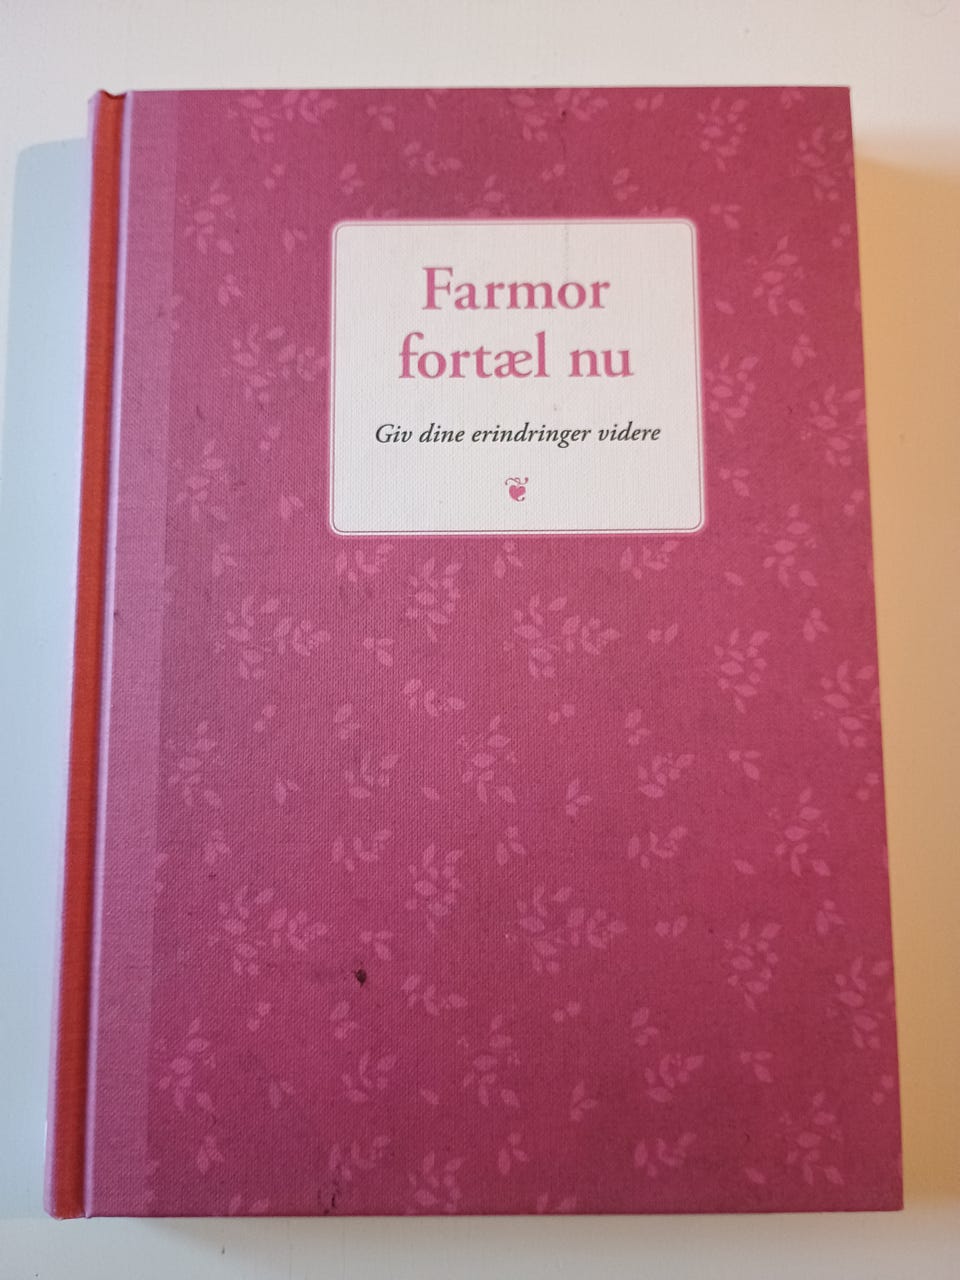 Farmor
fortæl nu
Giv dine erindringer videre